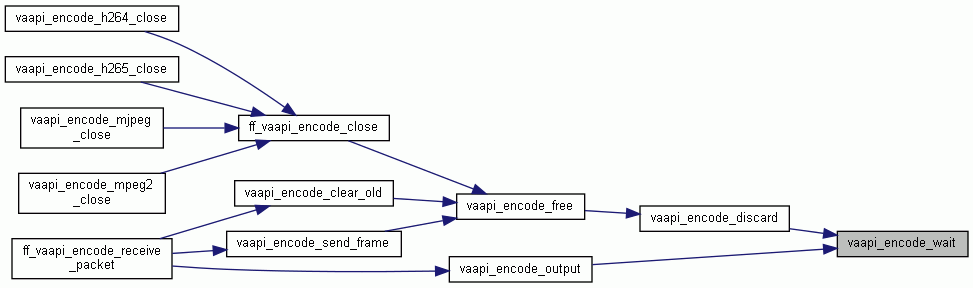 vaapi_encode_h264_close
vaapi_encode_h265_close
vaapi_encode_mjpeg
_close
ff_vaapi_encode_close
vaapi_encode_mpeg2
_close
vaapi_encode_clear_old
vaapi_encode_free
vaapi_encode_discard
vaapi_encode_wait
ff_vaapi_encode_receive
_packet
vaapi_encode_send_frame
vaapi_encode_output